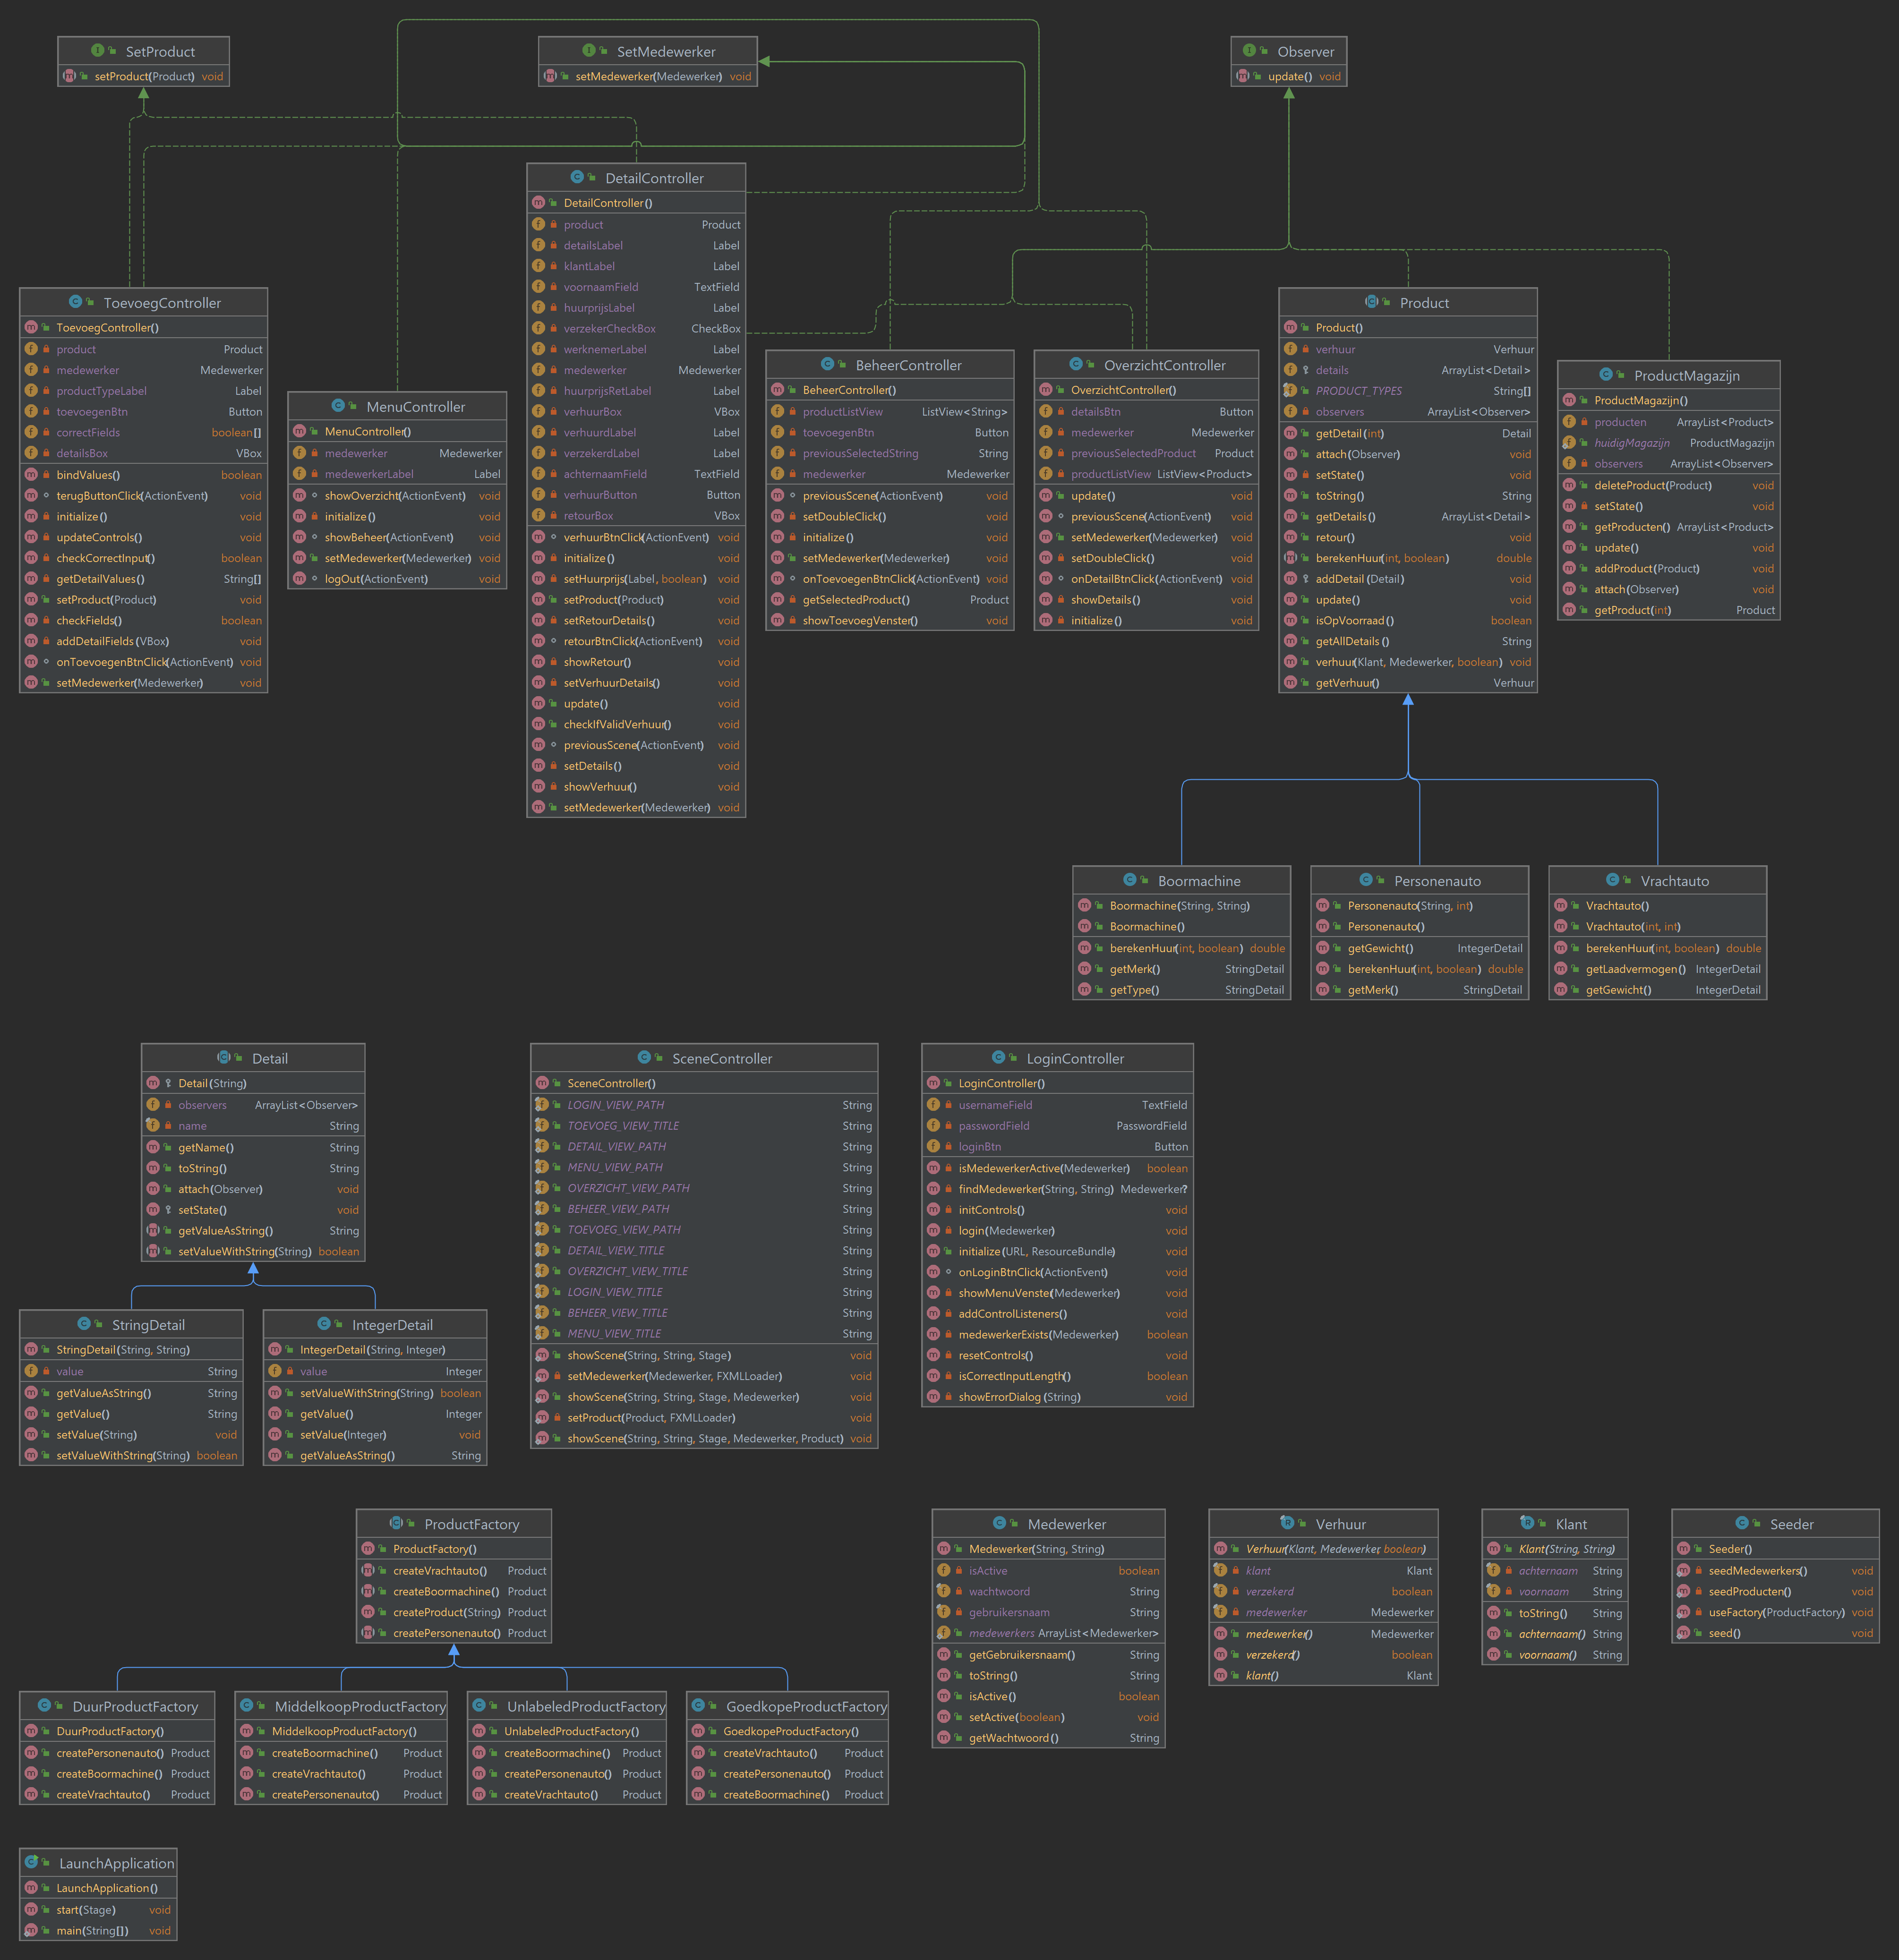 SetProduct
setProduct(Product) void
SetMedewerker
setMedewerker(Medewerker) void
Observer
update() void
ToevoegController
ToevoegController()
product Product
medewerker Medewerker
productTypeLabel Label
toevoegenBtn Button
correctFields boolean[]
detailsBox VBox
bindValues() boolean
terugButtonClick(ActionEvent) void
initialize() void
updateControls() void
checkCorrectInput() boolean
getDetailValues() String[]
setProduct(Product) void
checkFields() boolean
addDetailFields(VBox) void
onToevoegenBtnClick(ActionEvent) void
setMedewerker(Medewerker) void
MenuController
MenuController()
medewerker Medewerker
medewerkerLabel Label
showOverzicht(ActionEvent) void
initialize() void
showBeheer(ActionEvent) void
setMedewerker(Medewerker) void
logOut(ActionEvent) void
DetailController
DetailController()
product Product
detailsLabel Label
klantLabel Label
voornaamField TextField
huurprijsLabel Label
verzekerCheckBox CheckBox
werknemerLabel Label
medewerker Medewerker
huurprijsRetLabel Label
verhuurBox VBox
verhuurdLabel Label
verzekerdLabel Label
achternaamField TextField
verhuurButton Button
retourBox VBox
verhuurBtnClick(ActionEvent) void
initialize() void
setHuurprijs(Label, boolean) void
setProduct(Product) void
setRetourDetails() void
retourBtnClick(ActionEvent) void
showRetour() void
setVerhuurDetails() void
update() void
checkIfValidVerhuur() void
previousScene(ActionEvent) void
setDetails() void
showVerhuur() void
setMedewerker(Medewerker) void
BeheerController
BeheerController()
productListView ListView<String>
toevoegenBtn Button
previousSelectedString String
medewerker Medewerker
previousScene(ActionEvent) void
setDoubleClick() void
initialize() void
setMedewerker(Medewerker) void
onToevoegenBtnClick(ActionEvent) void
getSelectedProduct() Product
showToevoegVenster() void
OverzichtController
OverzichtController()
detailsBtn Button
medewerker Medewerker
previousSelectedProduct Product
productListView ListView<Product>
update() void
previousScene(ActionEvent) void
setMedewerker(Medewerker) void
setDoubleClick() void
onDetailBtnClick(ActionEvent) void
showDetails() void
initialize() void
Product
Product()
verhuur Verhuur
details ArrayList<Detail>
PRODUCT_TYPES String[]
observers ArrayList<Observer>
getDetail(int) Detail
attach(Observer) void
setState() void
toString() String
getDetails() ArrayList<Detail>
retour() void
berekenHuur(int, boolean) double
addDetail(Detail) void
update() void
isOpVoorraad() boolean
getAllDetails() String
verhuur(Klant, Medewerker, boolean) void
getVerhuur() Verhuur
ProductMagazijn
ProductMagazijn()
producten ArrayList<Product>
huidigMagazijn ProductMagazijn
observers ArrayList<Observer>
deleteProduct(Product) void
setState() void
getProducten() ArrayList<Product>
update() void
addProduct(Product) void
attach(Observer) void
getProduct(int) Product
Boormachine
Boormachine(String, String)
Boormachine()
berekenHuur(int, boolean) double
getMerk() StringDetail
getType() StringDetail
Personenauto
Personenauto(String, int)
Personenauto()
getGewicht() IntegerDetail
berekenHuur(int, boolean) double
getMerk() StringDetail
Vrachtauto
Vrachtauto()
Vrachtauto(int, int)
berekenHuur(int, boolean) double
getLaadvermogen() IntegerDetail
getGewicht() IntegerDetail
Detail
Detail(String)
observers ArrayList<Observer>
name String
getName() String
toString() String
attach(Observer) void
setState() void
getValueAsString() String
setValueWithString(String) boolean
StringDetail
StringDetail(String, String)
value String
getValueAsString() String
getValue() String
setValue(String) void
setValueWithString(String) boolean
IntegerDetail
IntegerDetail(String, Integer)
value Integer
setValueWithString(String) boolean
getValue() Integer
setValue(Integer) void
getValueAsString() String
SceneController
SceneController()
LOGIN_VIEW_PATH String
TOEVOEG_VIEW_TITLE String
DETAIL_VIEW_PATH String
MENU_VIEW_PATH String
OVERZICHT_VIEW_PATH String
BEHEER_VIEW_PATH String
TOEVOEG_VIEW_PATH String
DETAIL_VIEW_TITLE String
OVERZICHT_VIEW_TITLE String
LOGIN_VIEW_TITLE String
BEHEER_VIEW_TITLE String
MENU_VIEW_TITLE String
showScene(String, String, Stage) void
setMedewerker(Medewerker, FXMLLoader) void
showScene(String, String, Stage, Medewerker) void
setProduct(Product, FXMLLoader) void
showScene(String, String, Stage, Medewerker, Product) void
LoginController
LoginController()
usernameField TextField
passwordField PasswordField
loginBtn Button
isMedewerkerActive(Medewerker) boolean
findMedewerker(String, String) Medewerker?
initControls() void
login(Medewerker) void
initialize(URL, ResourceBundle) void
onLoginBtnClick(ActionEvent) void
showMenuVenster(Medewerker) void
addControlListeners() void
medewerkerExists(Medewerker) boolean
resetControls() void
isCorrectInputLength() boolean
showErrorDialog(String) void
ProductFactory
ProductFactory()
createVrachtauto() Product
createBoormachine() Product
createProduct(String) Product
createPersonenauto() Product
DuurProductFactory
DuurProductFactory()
createPersonenauto() Product
createBoormachine() Product
createVrachtauto() Product
MiddelkoopProductFactory
MiddelkoopProductFactory()
createBoormachine() Product
createVrachtauto() Product
createPersonenauto() Product
UnlabeledProductFactory
UnlabeledProductFactory()
createBoormachine() Product
createPersonenauto() Product
createVrachtauto() Product
GoedkopeProductFactory
GoedkopeProductFactory()
createVrachtauto() Product
createPersonenauto() Product
createBoormachine() Product
Medewerker
Medewerker(String, String)
isActive boolean
wachtwoord String
gebruikersnaam String
medewerkers ArrayList<Medewerker>
getGebruikersnaam() String
toString() String
isActive() boolean
setActive(boolean) void
getWachtwoord() String
Verhuur
Verhuur(Klant, Medewerker, boolean)
klant Klant
verzekerd boolean
medewerker Medewerker
medewerker() Medewerker
verzekerd() boolean
klant() Klant
Klant
Klant(String, String)
achternaam String
voornaam String
toString() String
achternaam() String
voornaam() String
Seeder
Seeder()
seedMedewerkers() void
seedProducten() void
useFactory(ProductFactory) void
seed() void
LaunchApplication
LaunchApplication()
start(Stage) void
main(String[]) void